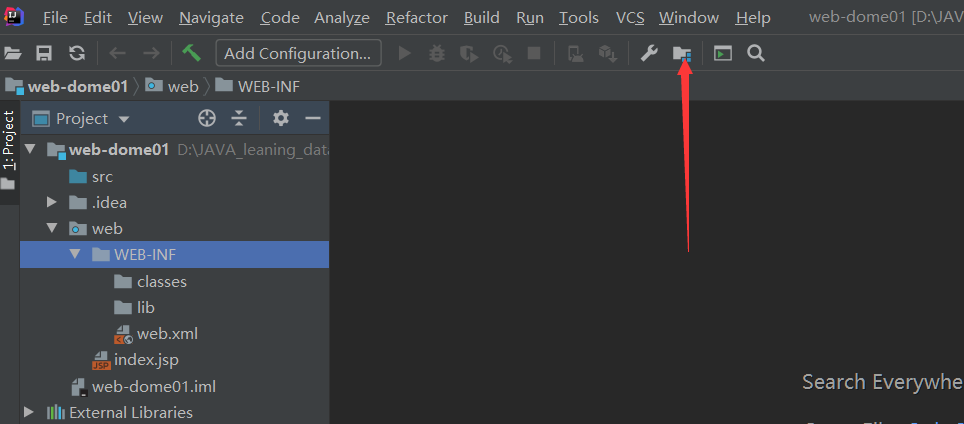 File Edit View Navigate Code Analyze Refactor Build Run Tools VCS Window Help web-dome01 [D:\JAVA
Add Configuration...
web-dome01 web WEB-INF
1: Project
Project
web-dome01 D:\JAVA_leaning_data
src
.idea
web
WEB-INF
classes
lib
web.xml
JSP index.jsp
web-dome01.iml
External Libraries
Search Everywhe